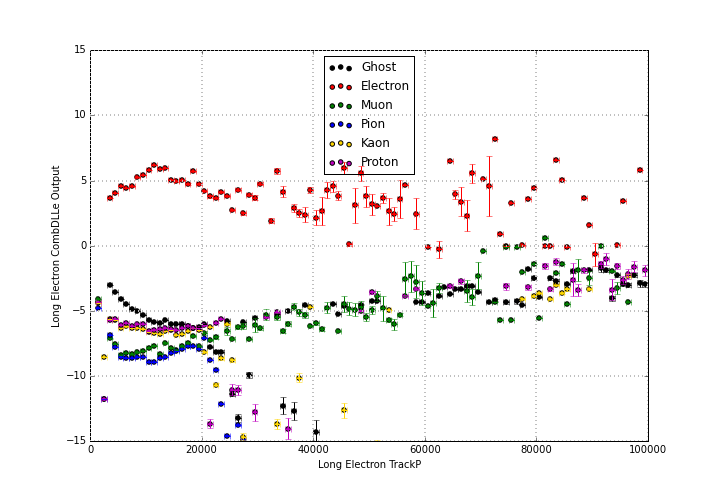 15
10
5
0
−5
−10
−15
Long Electron CombDLLe Output
Ghost
Electron
Muon
Pion
Kaon
Proton
0 20000 40000 60000 80000 100000
Long Electron TrackP